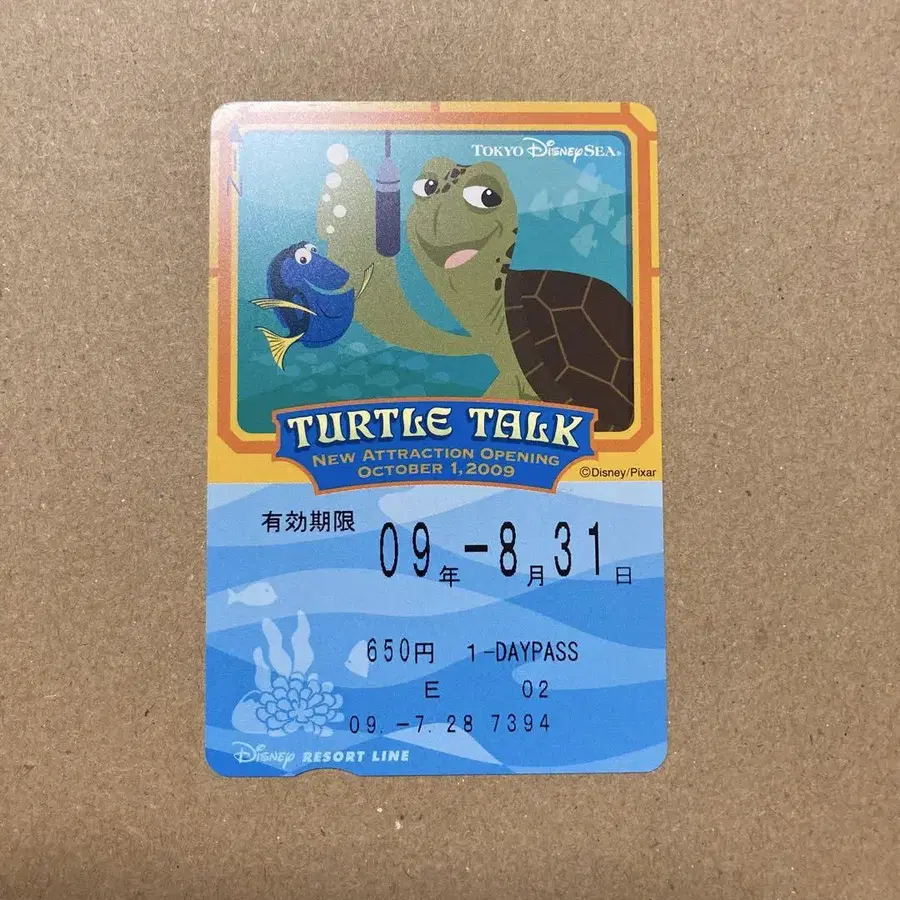 TOKYO DISNEYSEA®
N
TURTLE TALK
NEW ATTRACTION OPENING
OCTOBER 1, 2009
©Disney/Pixar
有効期限
09年-8月31日
650円 1-DAYPASS
E 02
09.-7.28 7394
Disney RESORT LINE